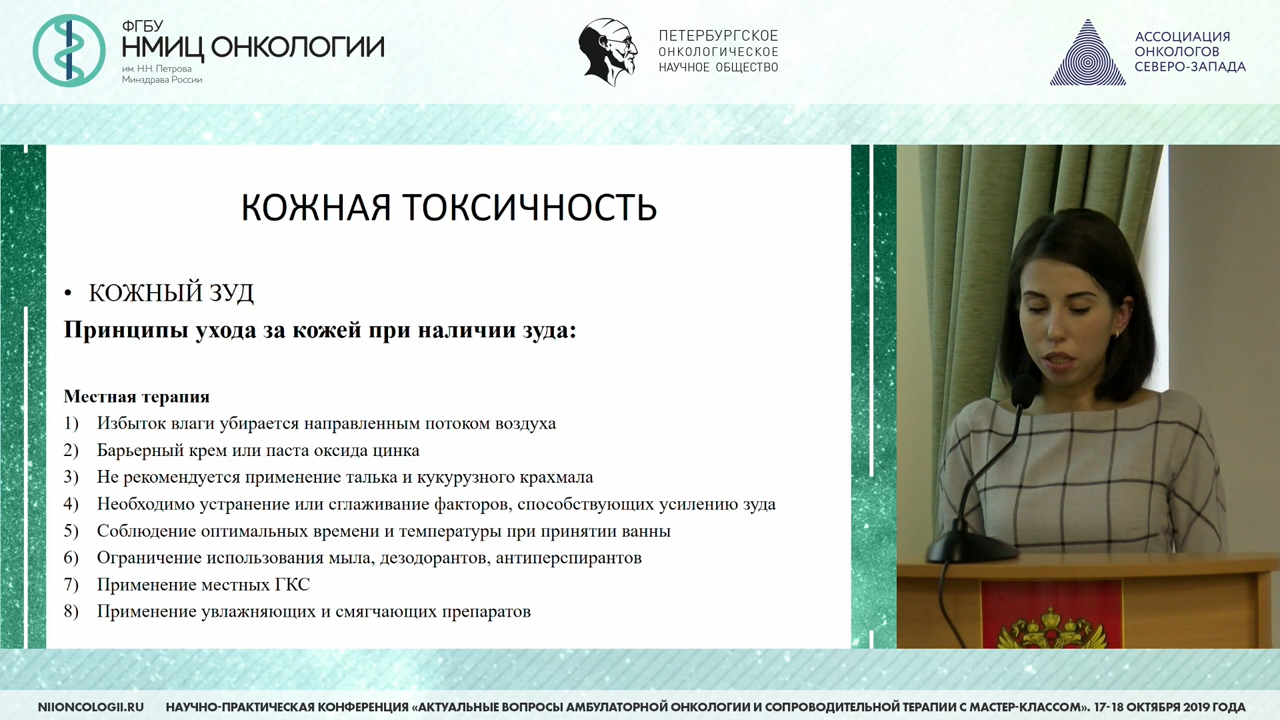 ФГБУ
НМИЦ ОНКОЛОГИИ
им. Н.Н. Петрова
Минздрава России
ПЕТЕРБУРГСКОЕ
ОНКОЛОГИЧЕСКОЕ
НАУЧНОЕ ОБЩЕСТВО
АССОЦИАЦИЯ
ОНКОЛОГОВ
СЕВЕРО-ЗАПАДА
КОЖНАЯ ТОКСИЧНОСТЬ
• КОЖНЫЙ ЗУД
Принципы ухода за кожей при наличии зуда:
Местная терапия
1) Избыток влаги убирается направленным потоком воздуха
2) Барьерный крем или паста оксида цинка
3) Не рекомендуется применение талька и кукурузного крахмала
4) Необходимо устранение или сглаживание факторов, способствующих усилению зуда
5) Соблюдение оптимальных времени и температуры при принятии ванны
6) Ограничение использования мыла, дезодорантов, антиперспирантов
7) Применение местных ГКС
8) Применение увлажняющих и смягчающих препаратов
NIIONCOLOGII.RU НАУЧНО-ПРАКТИЧЕСКАЯ КОНФЕРЕНЦИЯ «АКТУАЛЬНЫЕ ВОПРОСЫ АМБУЛАТОРНОЙ ОНКОЛОГИИ И СОПРОВОДИТЕЛЬНОЙ ТЕРАПИИ С МАСТЕР-КЛАССОМ». 17-18 ОКТЯБРЯ 2019 ГОДА